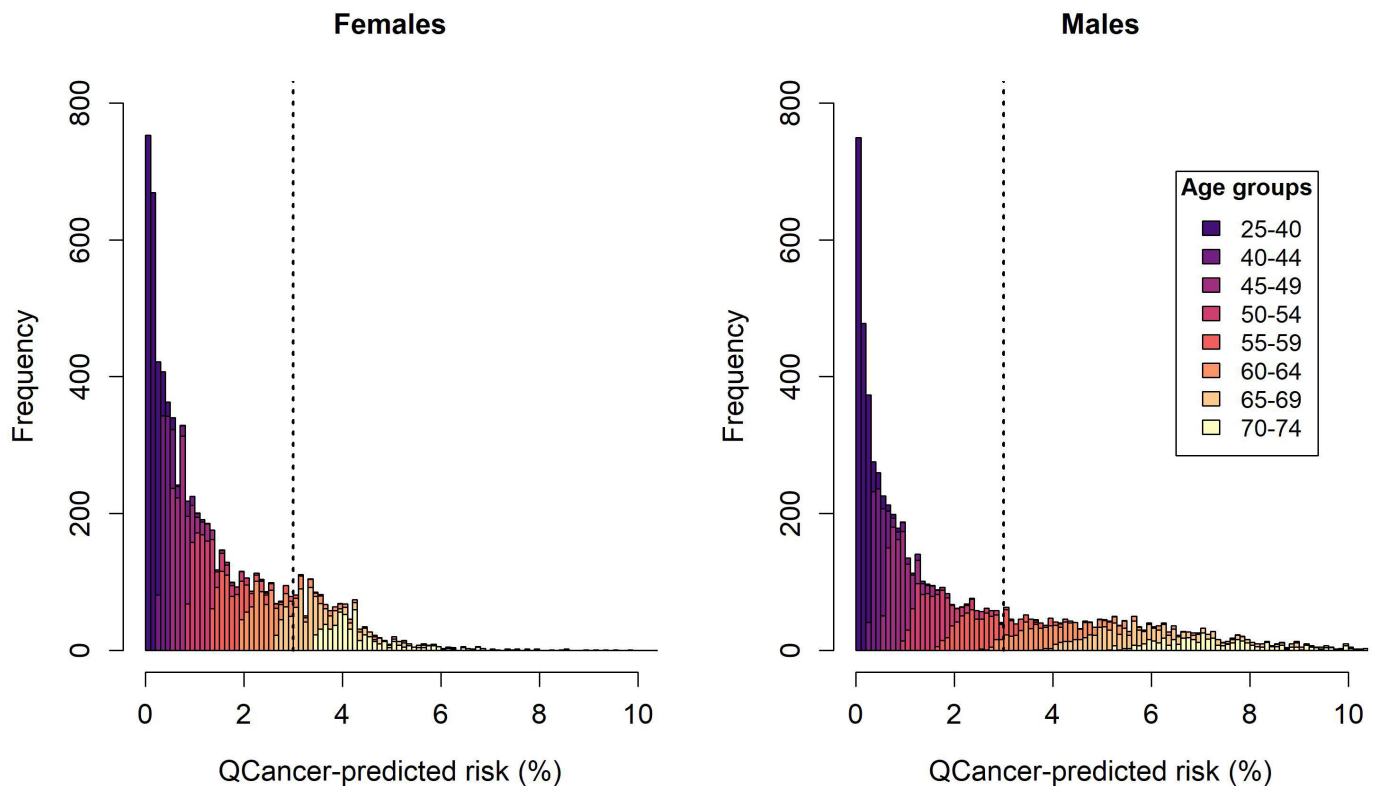 Females
800
600
400
200
0
Frequency
0 2 4 6 8 10
QCancer-predicted risk (%)
Males
800
600
400
200
0
Frequency
0 2 4 6 8 10
QCancer-predicted risk (%)
Age groups
25-40
40-44
45-49
50-54
55-59
60-64
65-69
70-74